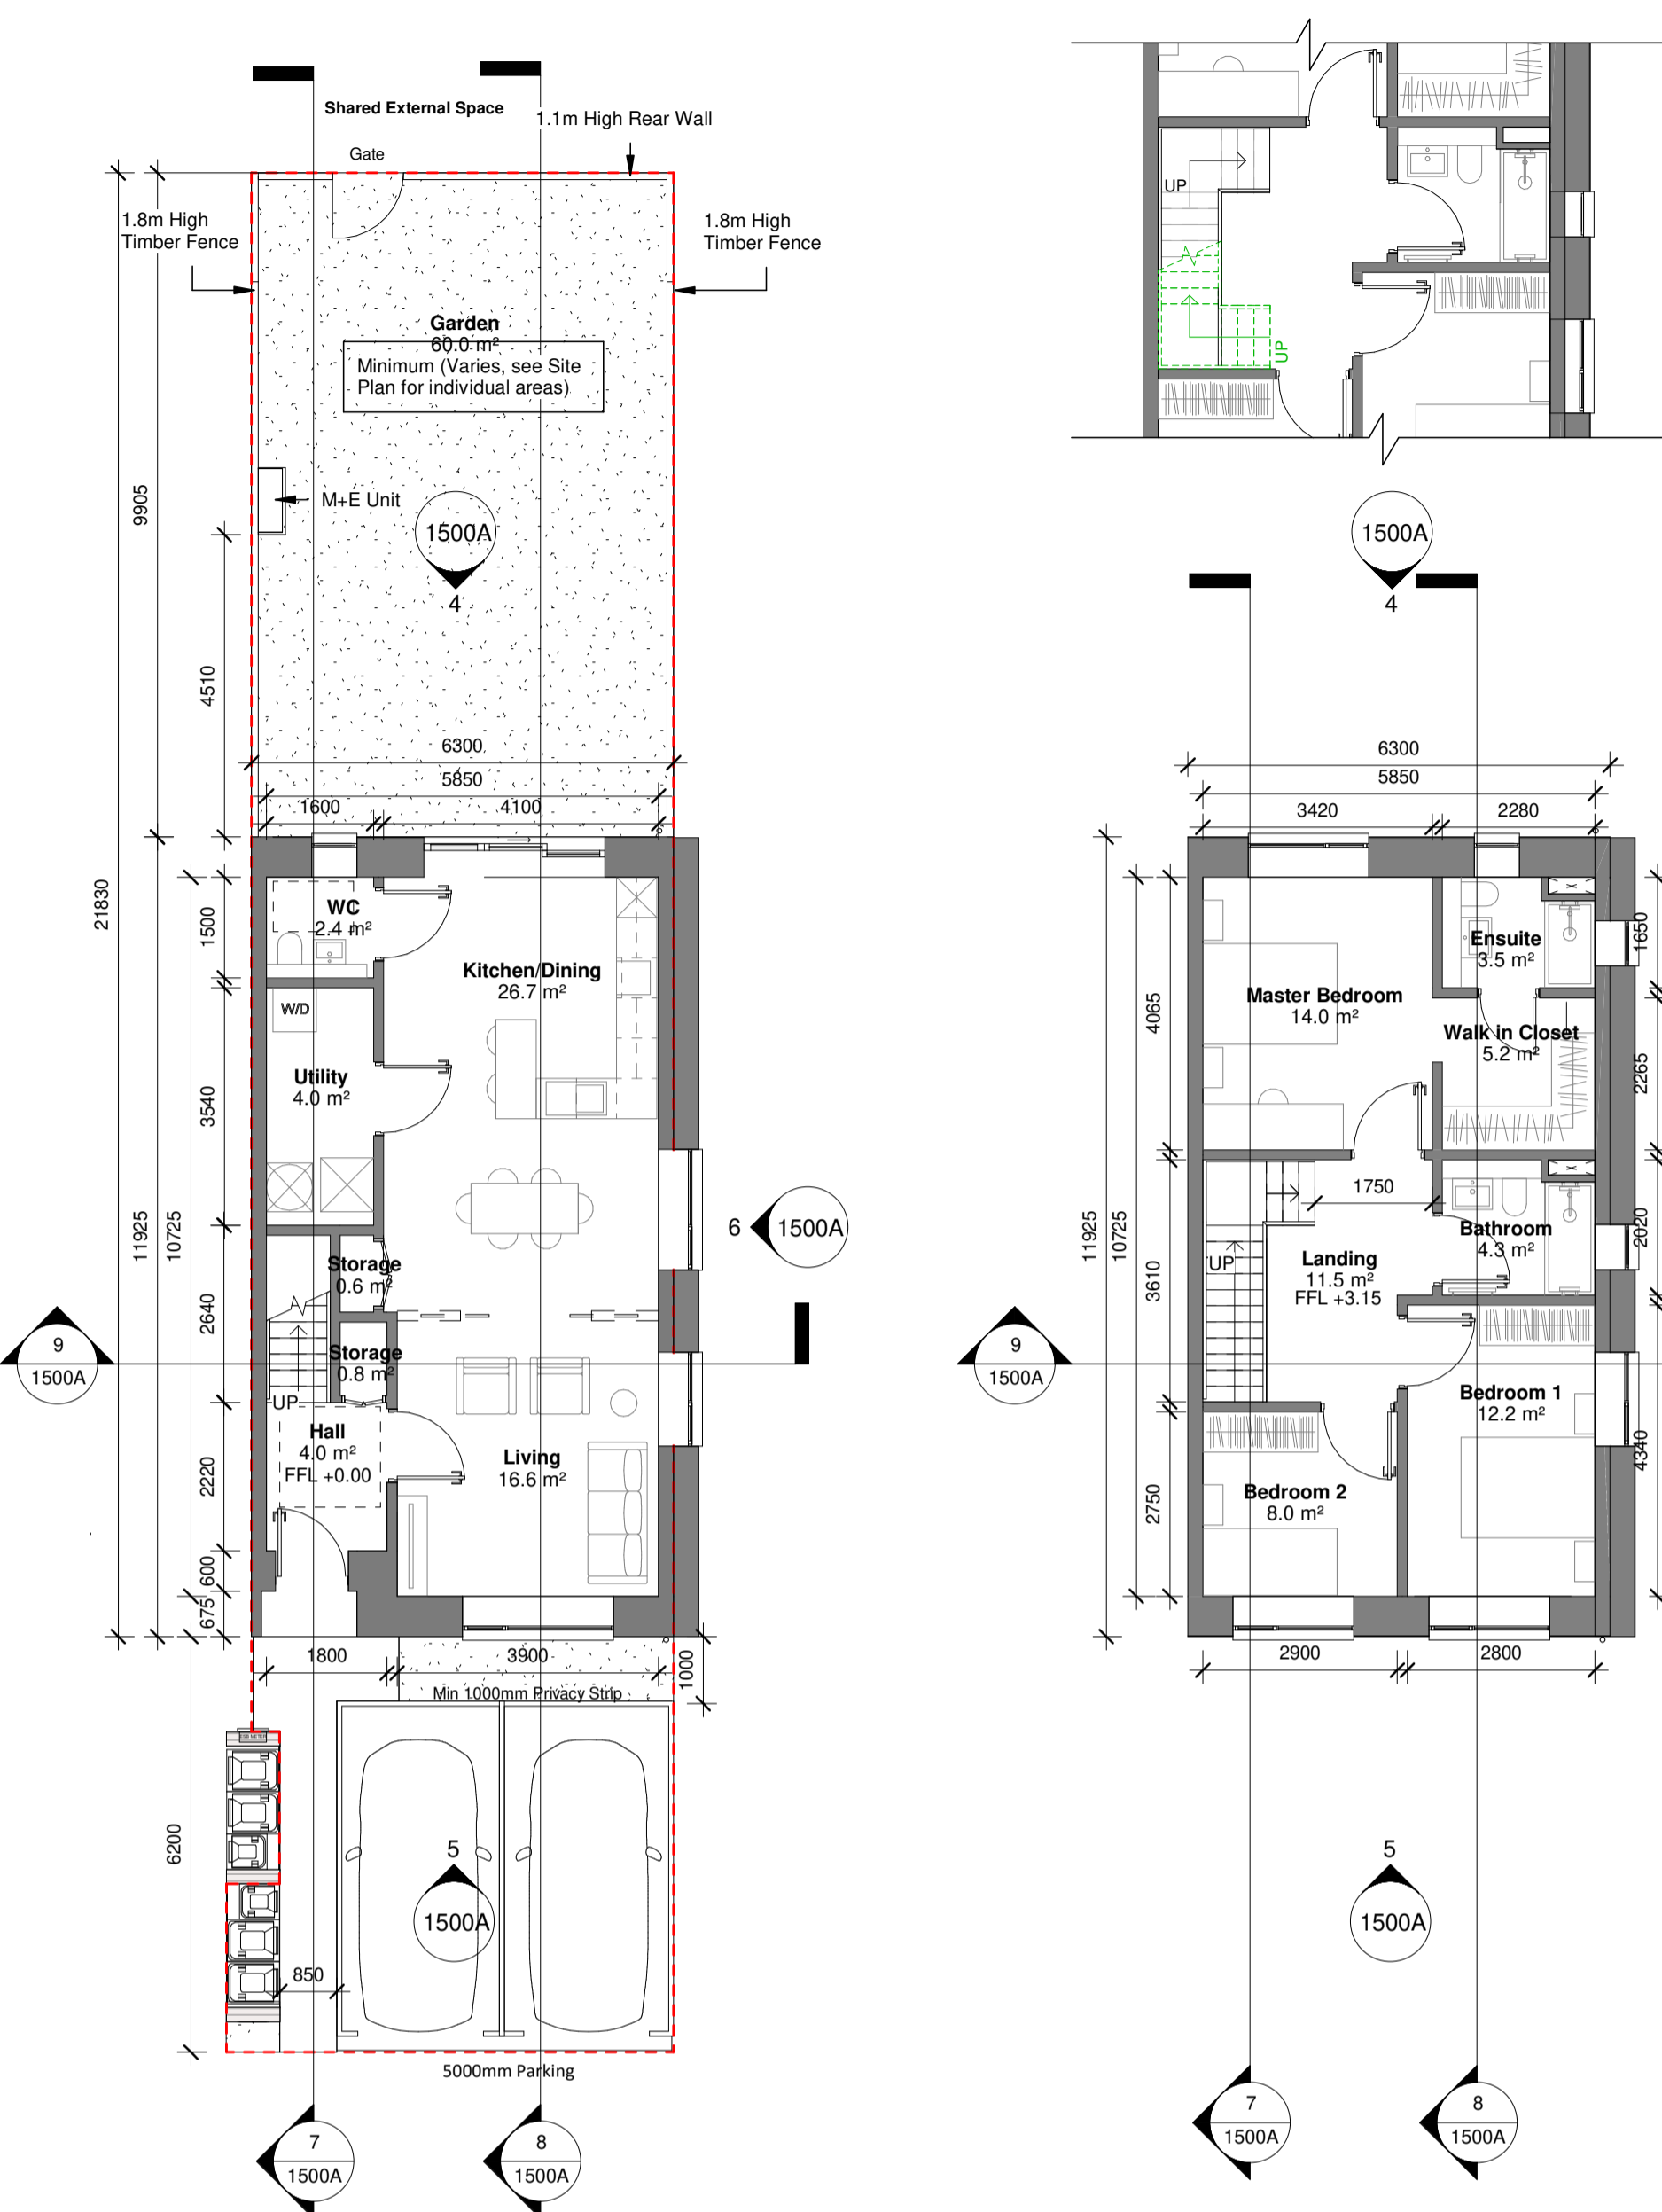 Shared External Space
1.1m High Rear Wall
Gate
1.8m High
Timber Fence
1.8m High
Timber Fence
Garden
60.0 m²
Minimum (Varies, see Site
Plan for individual areas)
M+E Unit
1500A
4
9905
4510
21830
6300
5850
1600
4100
WC
2.4 m²
1500
Kitchen/Dining
26.7 m²
W/D
Utility
4.0 m²
3540
11925
10725
6
1500A
Storage
0.6 m²
2640
Storage
0.8 m²
9
1500A
UP
Hall
4.0 m²
FFL +0.00
Living
16.6 m²
2220
600
675
1800
3900
1000
Min 1000mm Privacy Strip
ESB METER
6200
5
1500A
850
5000mm Parking
7
1500A
8
1500A
UP
UP
1500A
4
6300
5850
3420
2280
Ensuite
3.5 m²
1650
Master Bedroom
14.0 m²
Walk in Closet
5.2 m²
4065
2265
1750
11925
10725
Bathroom
4.3 m²
2020
UP
Landing
11.5 m²
FFL +3.15
3610
9
1500A
Bedroom 1
12.2 m²
4340
Bedroom 2
8.0 m²
2750
2900
2800
5
1500A
7
1500A
8
1500A